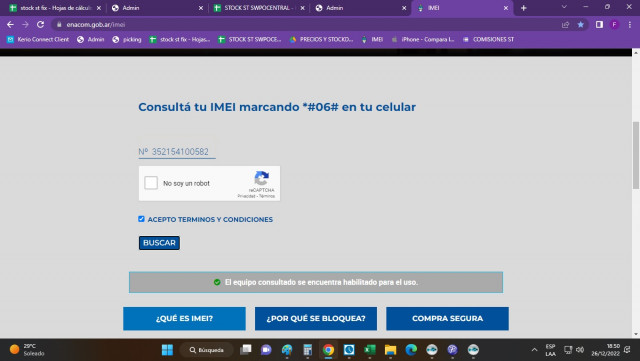 stock st fix - Hojas de cálculo
Admin
STOCK ST SWPOCENTRAL -
Admin
IMEI
enacom.gob.ar/imei
Kerio Connect Client
Admin
picking
stock st fix - Hojas...
STOCK ST SWPOCE...
PRECIOS Y STOCKD...
IMEI
iPhone - Compara l...
COMISIONES ST
Consultá tu IMEI marcando *#06# en tu celular
Nº 352154100582
No soy un robot
reCAPTCHA
Privacidad - Términos
ACEPTO TERMINOS Y CONDICIONES
BUSCAR
El equipo consultado se encuentra habilitado para el uso.
¿QUÉ ES IMEI?
¿POR QUÉ SE BLOQUEA?
COMPRA SEGURA
29°C
Soleado
Búsqueda
ESP
LAA
18:50
26/12/2022